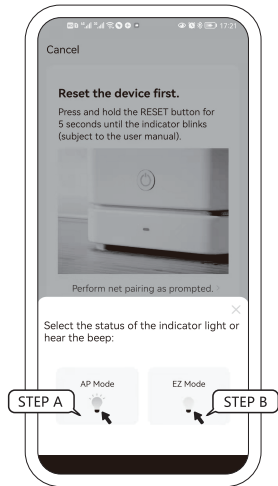 17:21
Cancel
Reset the device first.
Press and hold the RESET button for
5 seconds until the indicator blinks
(subject to the user manual).
Perform net pairing as prompted.
Select the status of the indicator light or
hear the beep:
AP Mode
EZ Mode
STEP A
STEP B